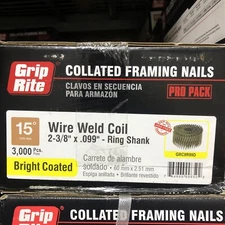 Grip Rite
COLLATED FRAMING NAILS
CLAVOS EN SECUENCIA
PARA ARMAZÓN
PRO PACK
15°
Wire Weld Coil
2-3/8" x .099" - Ring Shank
3,000 Pcs.
Carrete de alambre
soldado
Espiga anillada • Brillante revestido
Bright Coated
Grip
COLLATED FRAMING NAILS